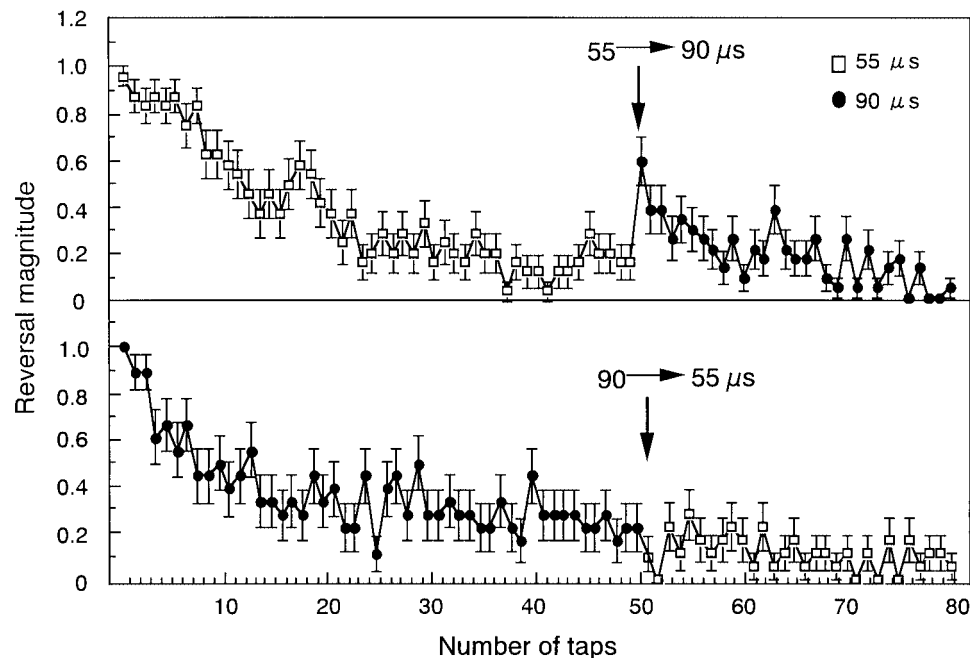 1.2
1.0
0.8
0.6
0.4
0.2
0
55 → 90 μs
55 μs
90 μs
Reversal magnitude
1.0
0.8
0.6
0.4
0.2
0
90 → 55 μs
10 20 30 40 50 60 70 80
Number of taps